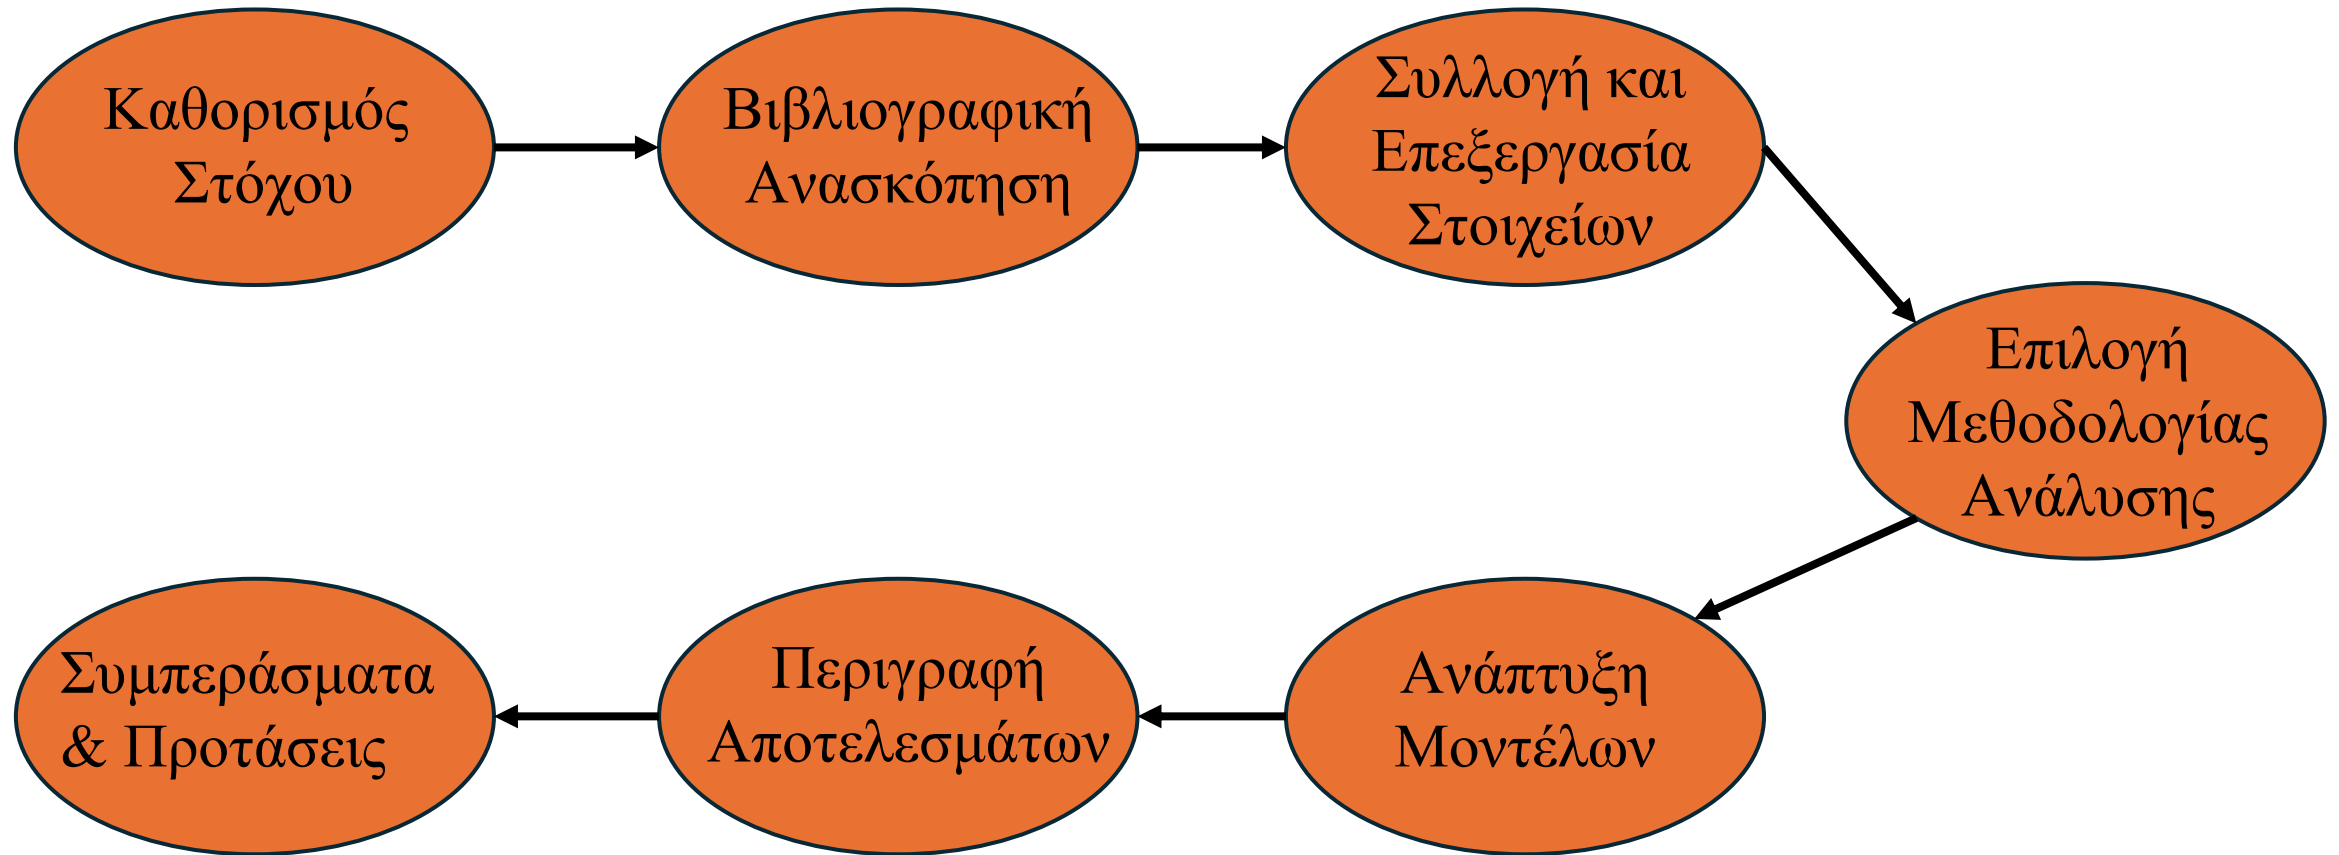 Καθορισμός
Στόχου
Βιβλιογραφική
Ανασκόπηση
Συλλογή και
Επεξεργασία
Στοιχείων
Επιλογή
Μεθοδολογίας
Ανάλυσης
Ανάπτυξη
Μοντέλων
Περιγραφή
Αποτελεσμάτων
Συμπεράσματα
& Προτάσεις